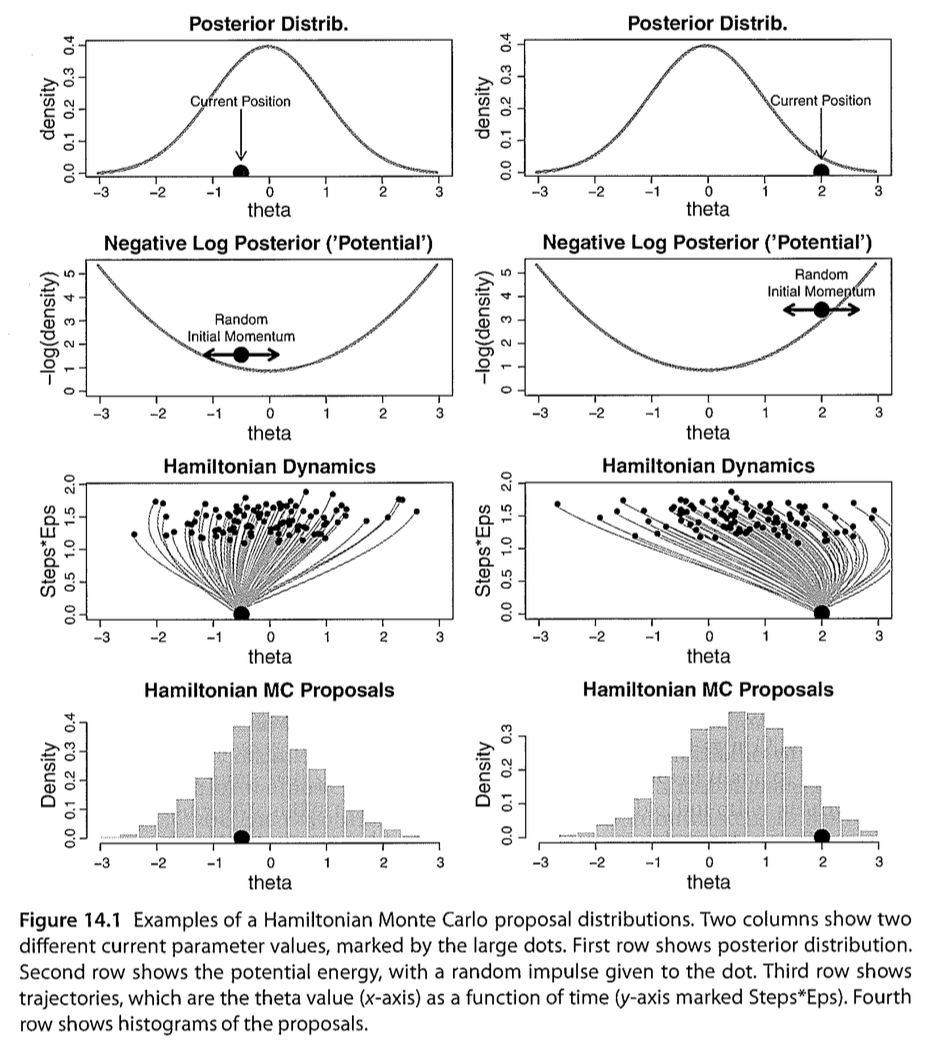 Posterior Distrib.
density
0.0 0.1 0.2 0.3 0.4
Current Position
−3 −2 −1 0 1 2 3
theta
Posterior Distrib.
density
0.0 0.1 0.2 0.3 0.4
Current Position
−3 −2 −1 0 1 2 3
theta
Negative Log Posterior ('Potential')
−log(density)
0 1 2 3 4 5
Random
Initial Momentum
−3 −2 −1 0 1 2 3
theta
Negative Log Posterior ('Potential')
−log(density)
0 1 2 3 4 5
Random
Initial Momentum
−3 −2 −1 0 1 2 3
theta
Hamiltonian Dynamics
Steps*Eps
0.0 0.5 1.0 1.5 2.0
−3 −2 −1 0 1 2 3
theta
Hamiltonian Dynamics
Steps*Eps
0.0 0.5 1.0 1.5 2.0
−3 −2 −1 0 1 2 3
theta
Hamiltonian MC Proposals
Density
0.0 0.1 0.2 0.3 0.4
−3 −2 −1 0 1 2 3
theta
Hamiltonian MC Proposals
Density
0.0 0.1 0.2 0.3
−3 −2 −1 0 1 2 3
theta
Figure 14.1 Examples of a Hamiltonian Monte Carlo proposal distributions. Two columns show two
different current parameter values, marked by the large dots. First row shows posterior distribution.
Second row shows the potential energy, with a random impulse given to the dot. Third row shows
trajectories, which are the theta value (x-axis) as a function of time (y-axis marked Steps*Eps). Fourth
row shows histograms of the proposals.